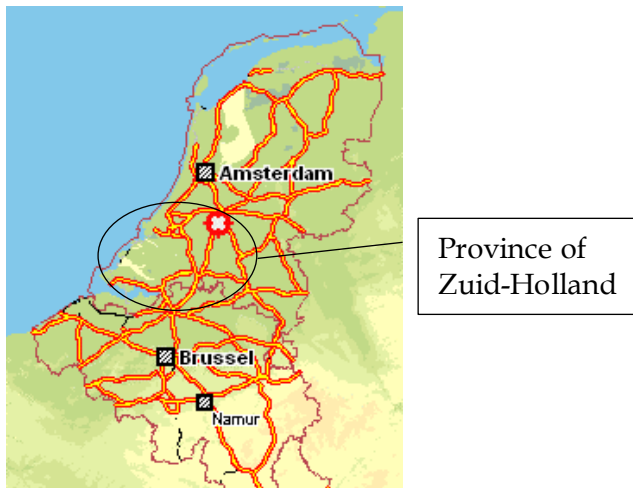 Amsterdam
Province of
Zuid-Holland
Brussel
Namur